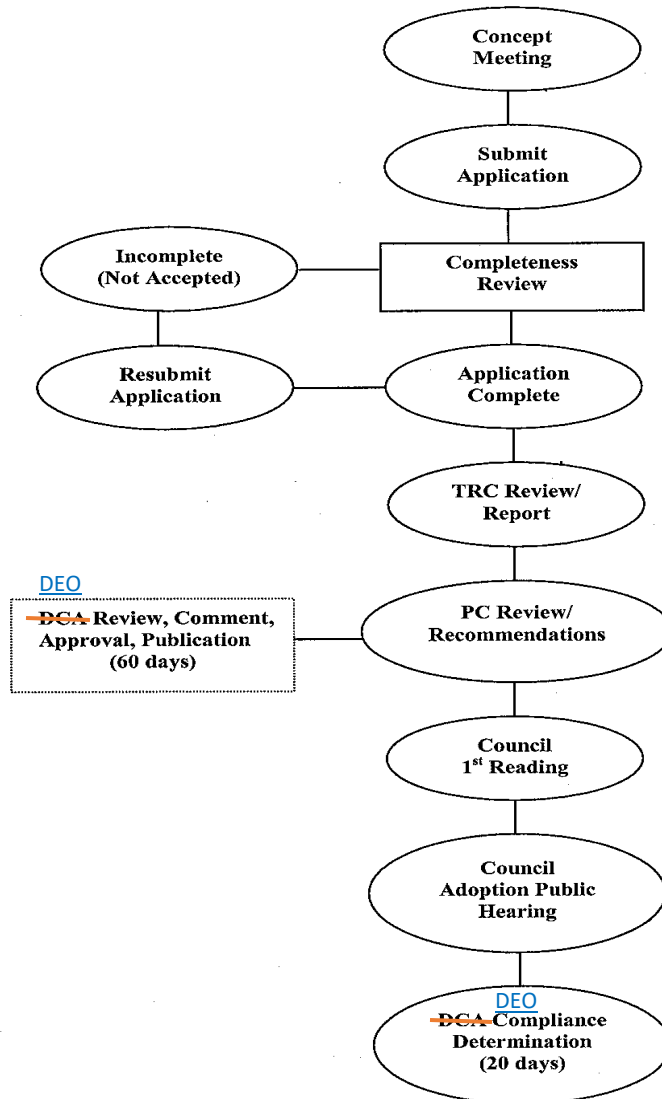 Concept
Meeting
Submit
Application
Incomplete
(Not Accepted)
Completeness
Review
Resubmit
Application
Application
Complete
TRC Review/
Report
DEO
DCA Review, Comment,
Approval, Publication
(60 days)
PC Review/
Recommendations
Council
1st Reading
Council
Adoption Public
Hearing
DEO
DCA Compliance
Determination
(20 days)